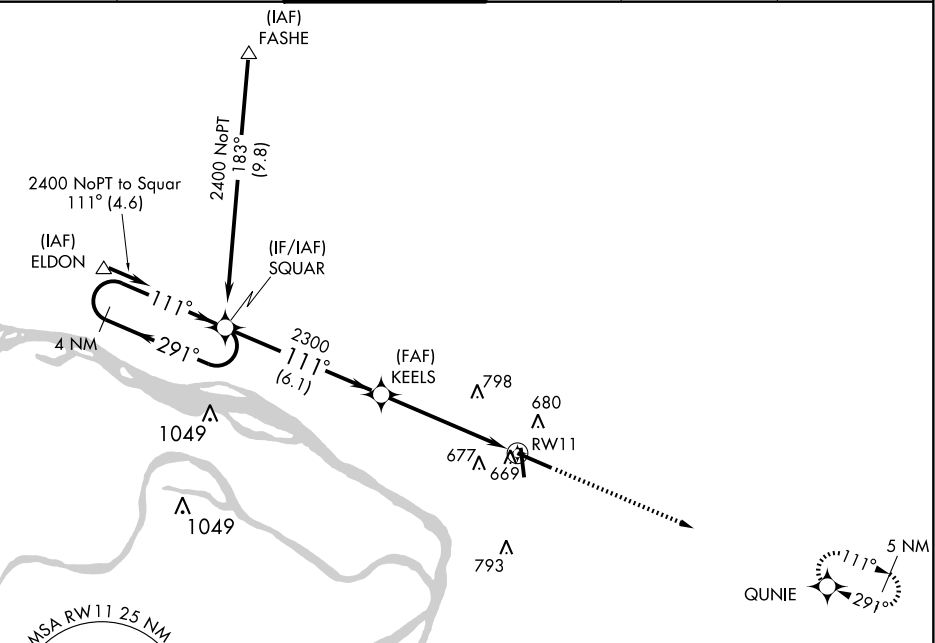 (IAF)
FASHE
2400 NoPT
183°
(9.8)
2400 NoPT to Squar
111° (4.6)
(IAF)
ELDON
(IF/IAF)
SQUAR
111°
291°
4 NM
2300
111°
(6.1)
(FAF)
KEELS
798
680
RW11
677
669
1049
1049
793
5 NM
111°
291°
QUNIE
MSA RW11 25 NM